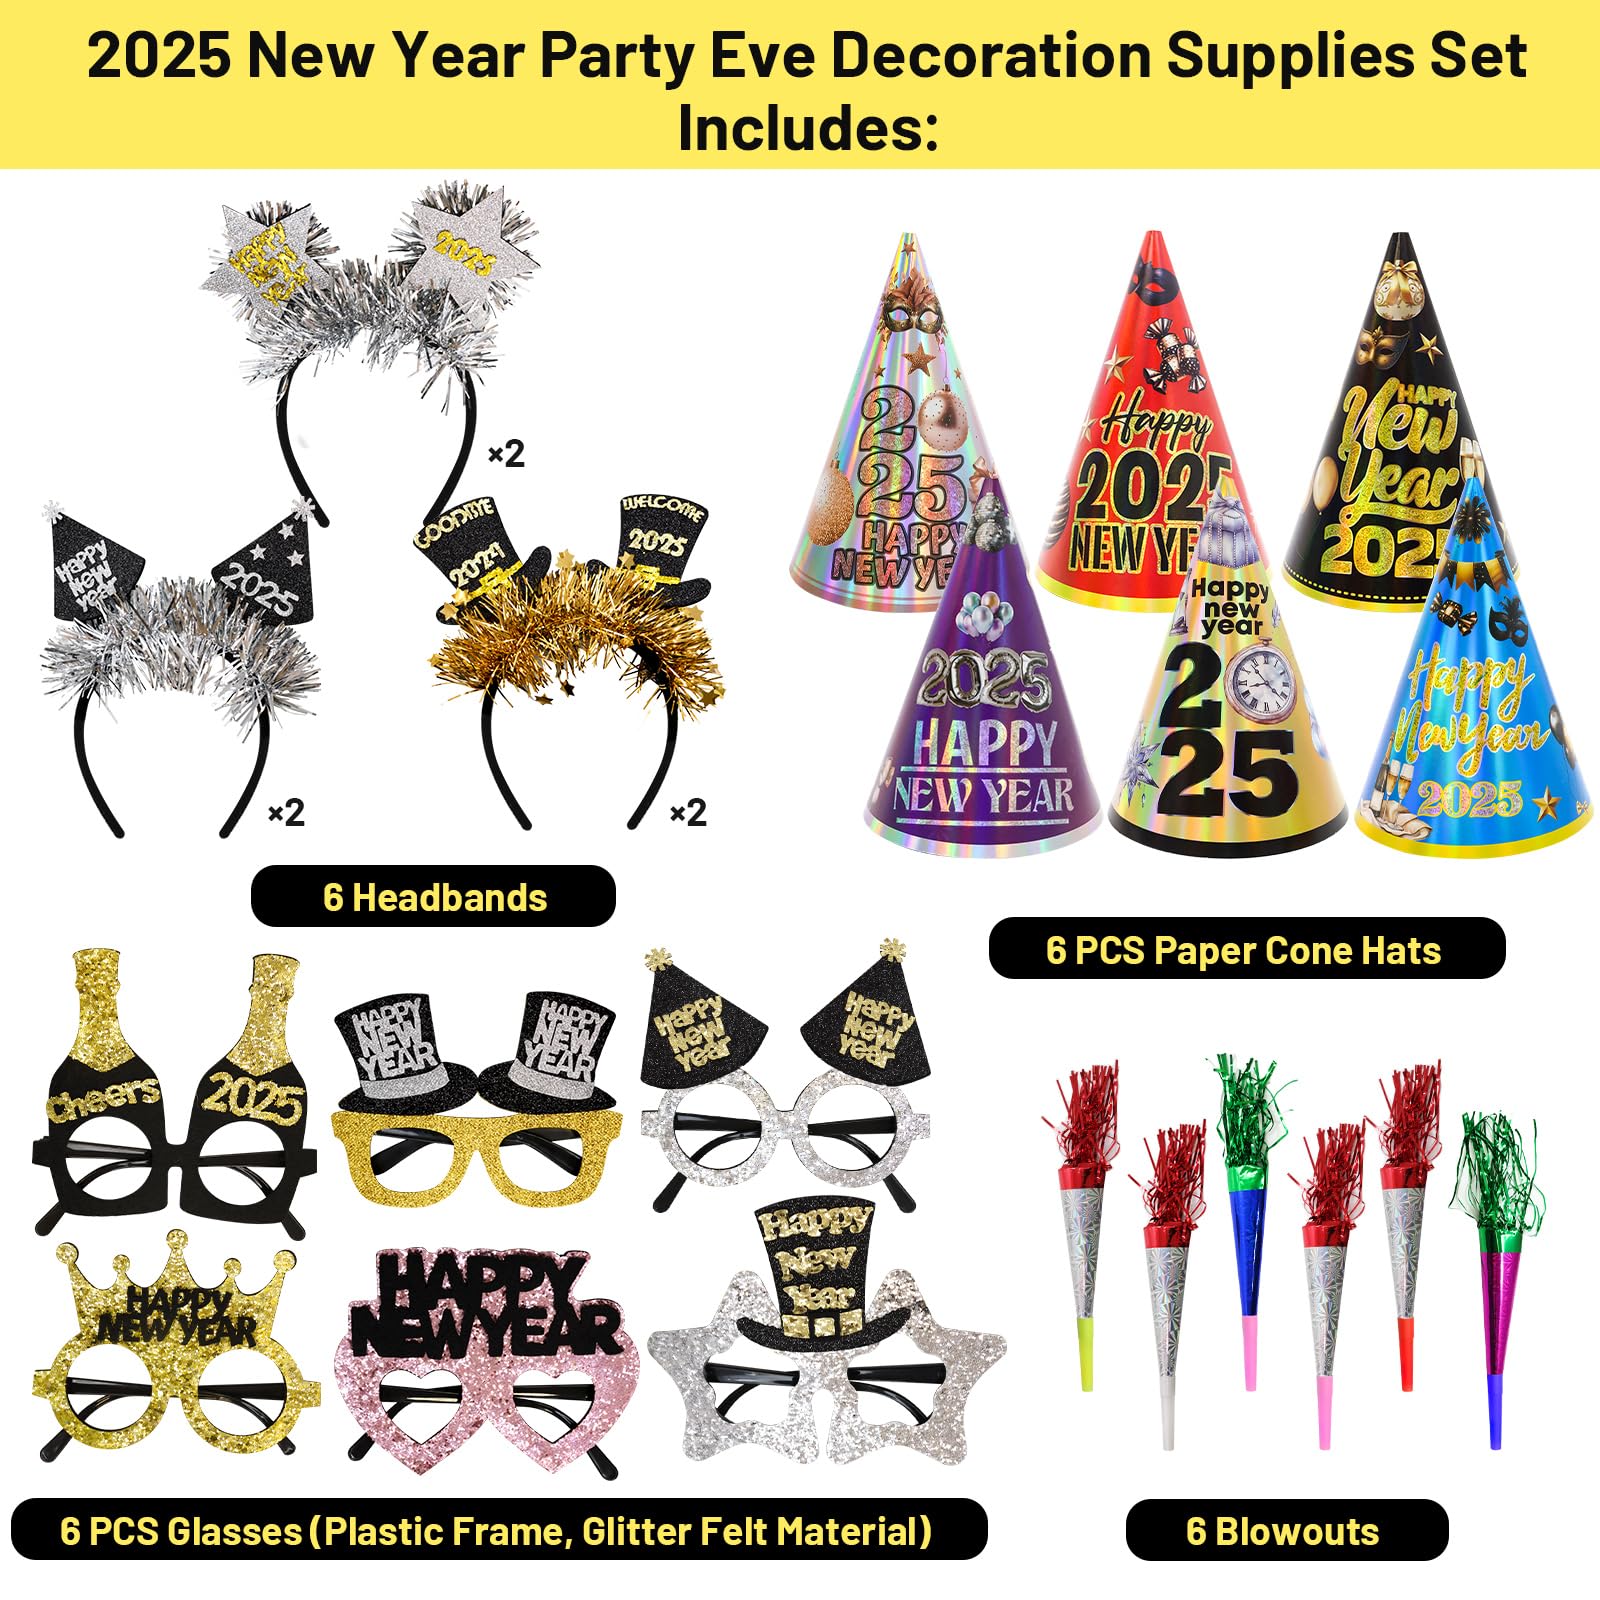 2025 New Year Party Eve Decoration Supplies Set
Includes:
HAPPY
NEW
YEAR
2025
×2
HAPPY
New
Year
2025
×2
GOODBYE
2024
WELCOME
2025
×2
6 Headbands
2
25
HAPPY
NEW YE
Happy
2025
NEW YE
HAPPY
New
Year
2025
2025
HAPPY
NEW YEAR
Happy
new
year
2
25
Happy
New Year
2025
6 PCS Paper Cone Hats
Cheers
2025
HAPPY
NEW
YEAR
HAPPY
NEW
YEAR
Happy
New
year
Happy
New
year
HAPPY
NEW YEAR
HAPPY
NEW YEAR
Happy
New
Year
6 PCS Glasses (Plastic Frame, Glitter Felt Material)
6 Blowouts